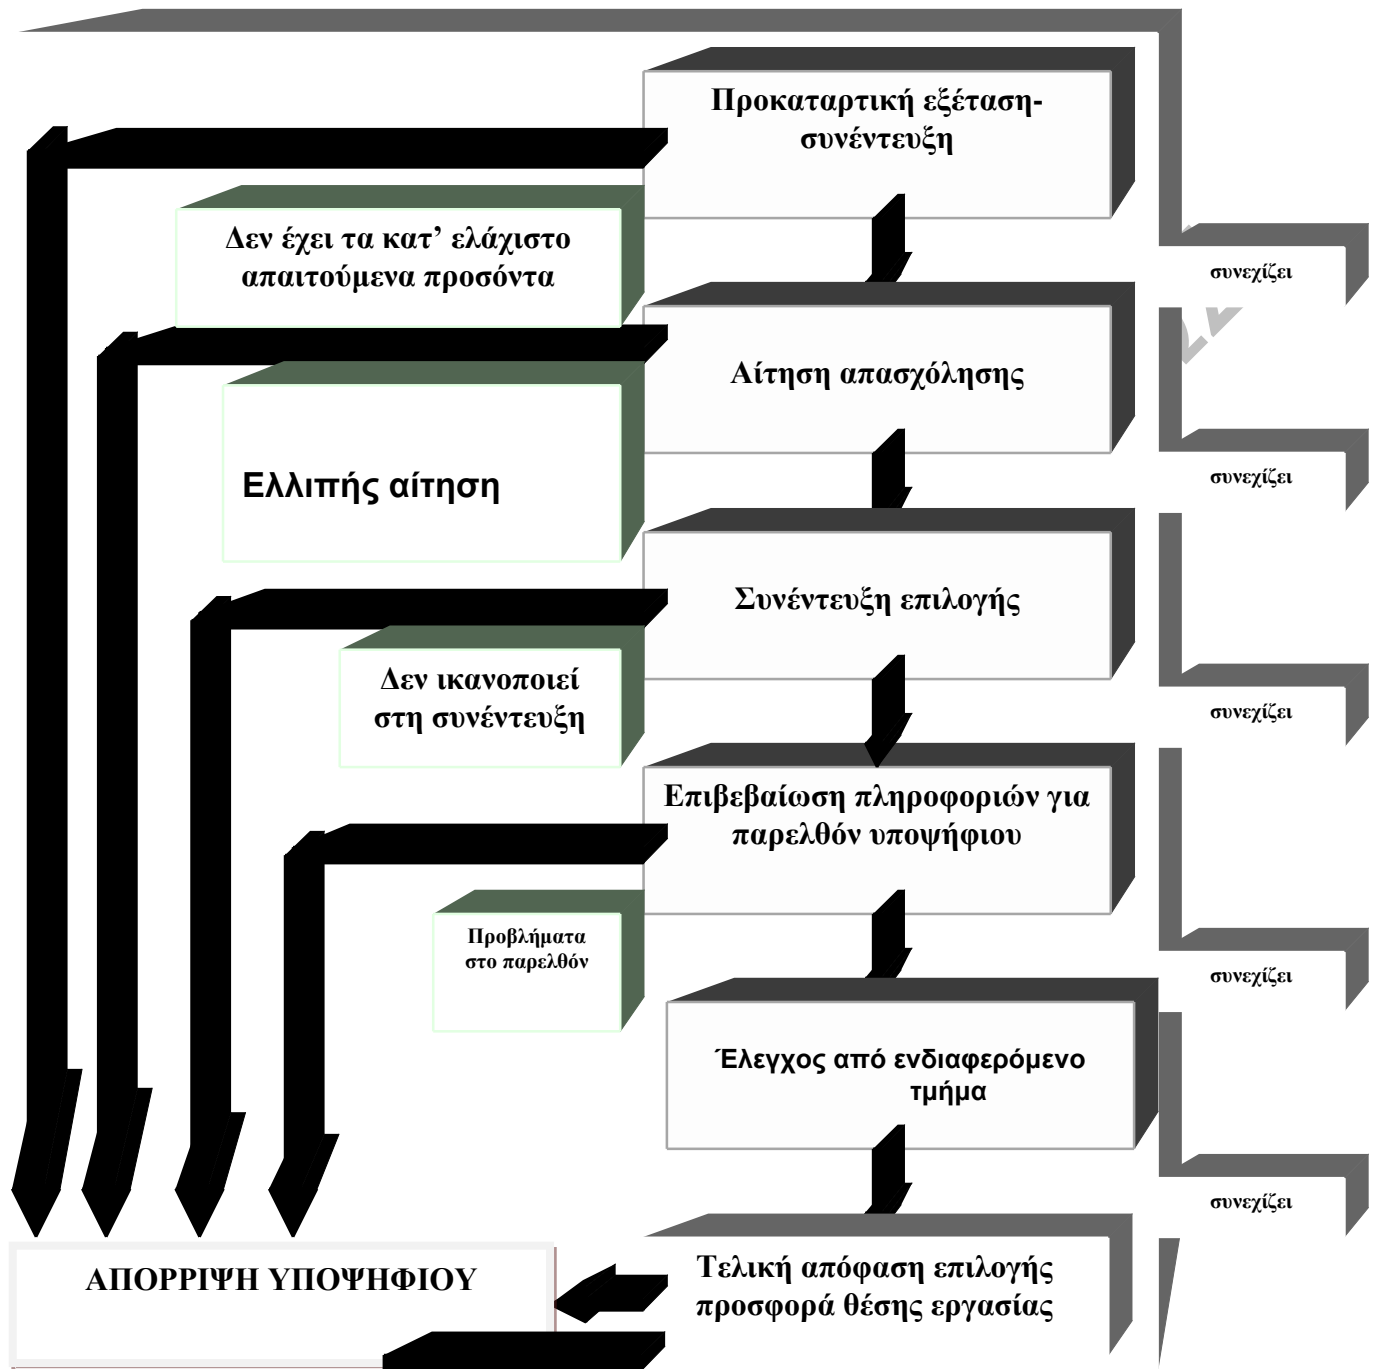 Προκαταρτική εξέταση-
συνέντευξη
Δεν έχει τα κατ’ ελάχιστο
απαιτούμενα προσόντα
συνεχίζει
Αίτηση απασχόλησης
Ελλιπής αίτηση
συνεχίζει
Συνέντευξη επιλογής
Δεν ικανοποιεί
στη συνέντευξη
συνεχίζει
Επιβεβαίωση πληροφοριών για
παρελθόν υποψήφιου
Προβλήματα
στο παρελθόν
συνεχίζει
Έλεγχος από ενδιαφερόμενο
τμήμα
συνεχίζει
Τελική απόφαση επιλογής
προσφορά θέσης εργασίας
ΑΠΟΡΡΙΨΗ ΥΠΟΨΗΦΙΟΥ